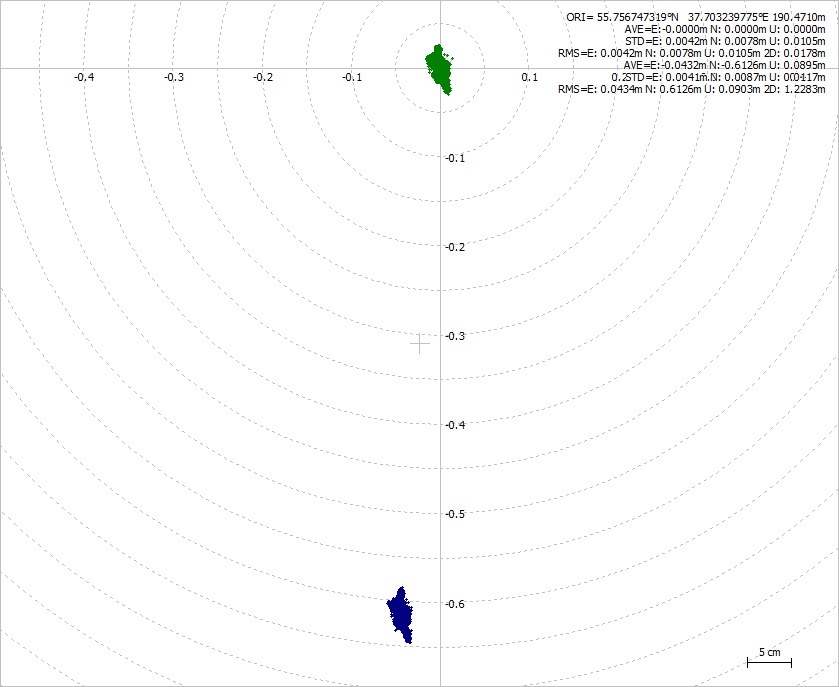 ORI= 55.756747319°N 37.703239775°E 190.4710m
AVE=E:-0.0000m N: 0.0000m U: 0.0000m
STD=E: 0.0042m N: 0.0078m U: 0.0105m
RMS=E: 0.0042m N: 0.0078m U: 0.0105m 2D: 0.0178m
AVE=E:-0.0432m N:-0.6126m U: 0.0895m
-0.4 -0.3 -0.2 -0.1 0.1 STD=E: 0.0041m N: 0.0087m U: 0.0117m
RMS=E: 0.0434m N: 0.6126m U: 0.0903m 2D: 1.2283m
-0.1
-0.2
-0.3
-0.4
-0.5
-0.6
5 cm